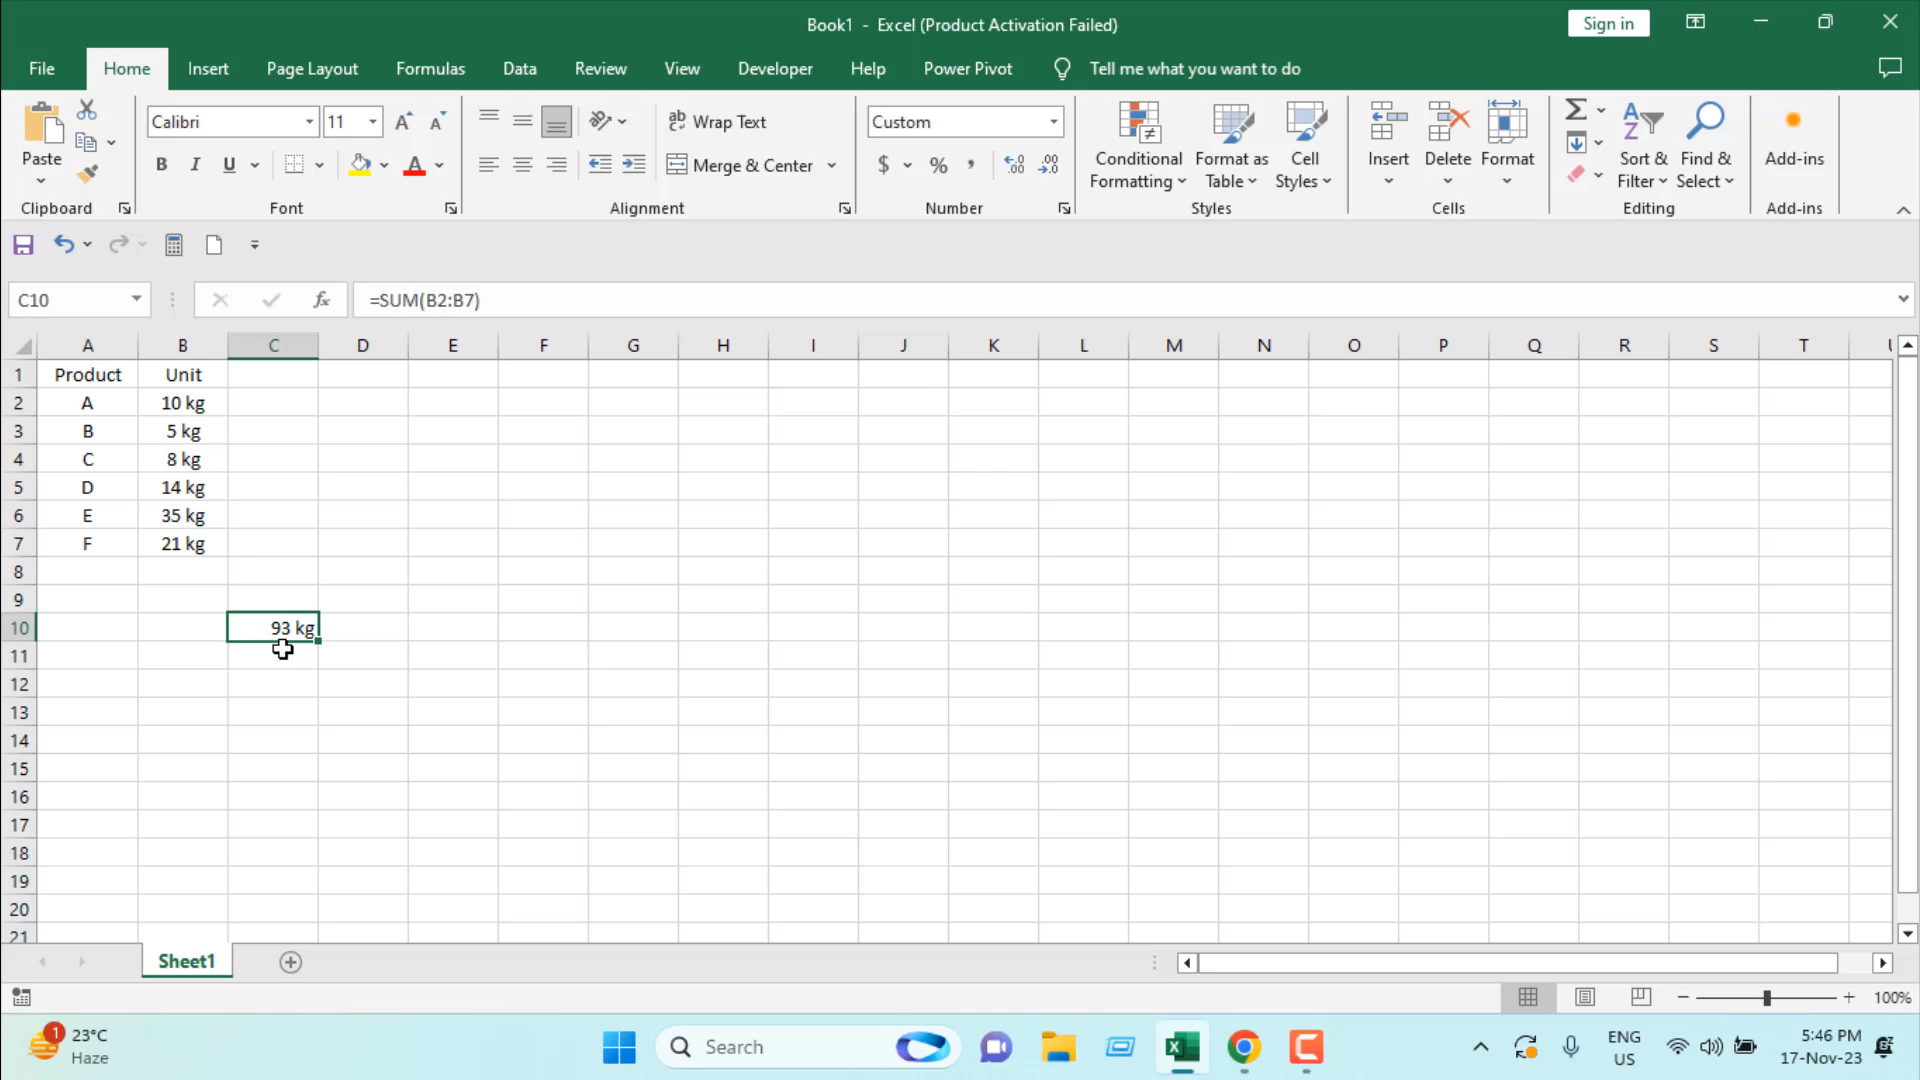 Book1 - Excel (Product Activation Failed)
Sign in
File Home Insert Page Layout Formulas Data Review View Developer Help Power Pivot Tell me what you want to do
Paste
Clipboard
Calibri 11
B I U A
Font
ab Wrap Text
Merge & Center
Alignment
Custom
$ % ,
Number
Conditional Formatting
Format as Table
Cell Styles
Styles
Insert Delete Format
Cells
Sort & Filter
Find & Select
Editing
Add-ins
Add-ins
C10 fx =SUM(B2:B7)
A B C D E F G H I J K L M N O P Q R S T U
1 Product Unit
2 A 10 kg
3 B 5 kg
4 C 8 kg
5 D 14 kg
6 E 35 kg
7 F 21 kg
8
9
10 93 kg
11
12
13
14
15
16
17
18
19
20
21
Sheet1
100%
1 23°C
Haze
Search
ENG
US
5:46 PM
17-Nov-23